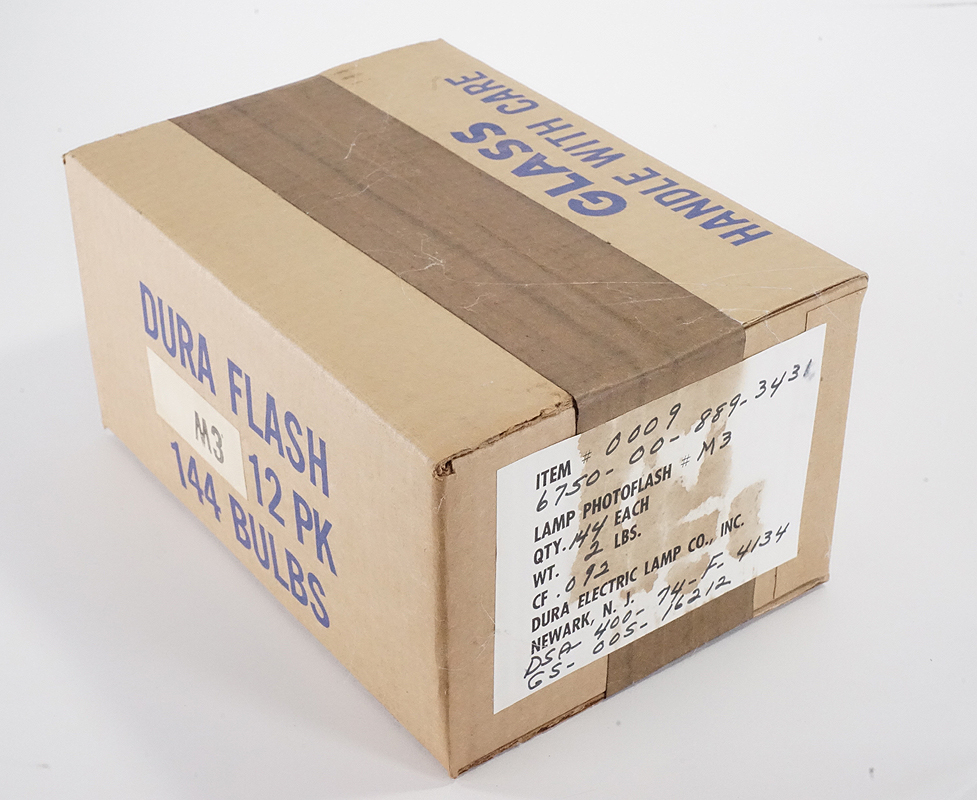 GLASS
HANDLE WITH CARE
DURA FLASH
M3 12 PK
144 BULBS
ITEM # 0009
6750-00-889-3431
LAMP PHOTOFLASH # M3
QTY. 144 EACH
WT. 2 LBS.
CF. 092
DURA ELECTRIC LAMP CO., INC.
NEWARK, N. J.
DSA-400-74-F-4134
GS-00S-16212